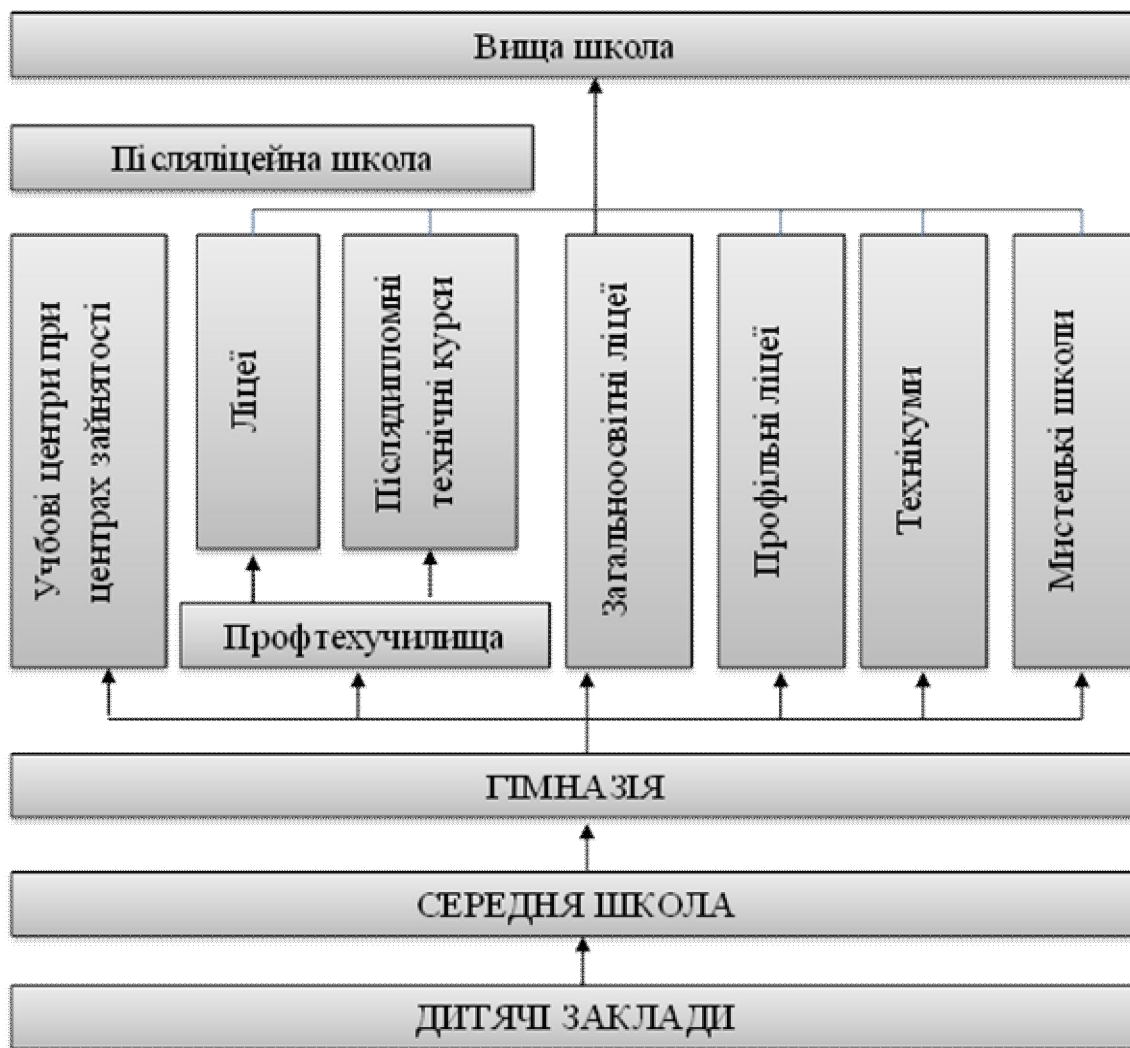 Вища школа
Післяліцейна школа
Учбові центри при
центрах зайнятості
Ліцеї
Післядипломні
технічні курси
Загальноосвітні ліцеї
Профільні ліцеї
Технікуми
Мистецькі школи
Профтехучилища
ГІМНАЗІЯ
СЕРЕДНЯ ШКОЛА
ДИТЯЧІ ЗАКЛАДИ